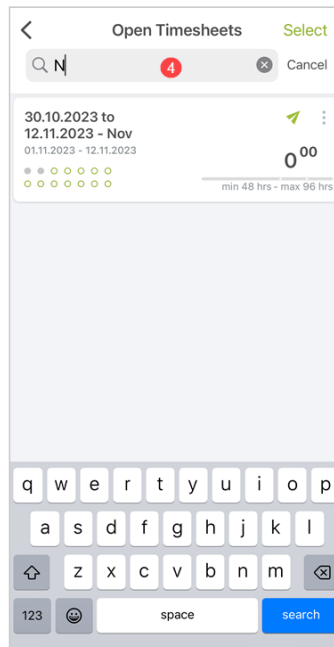 Open Timesheets Select
N 4 Cancel
30.10.2023 to
12.11.2023 - Nov
01.11.2023 - 12.11.2023
0 00
min 48 hrs - max 96 hrs
q w e r t y u i o p
a s d f g h j k l
z x c v b n m
123 space search